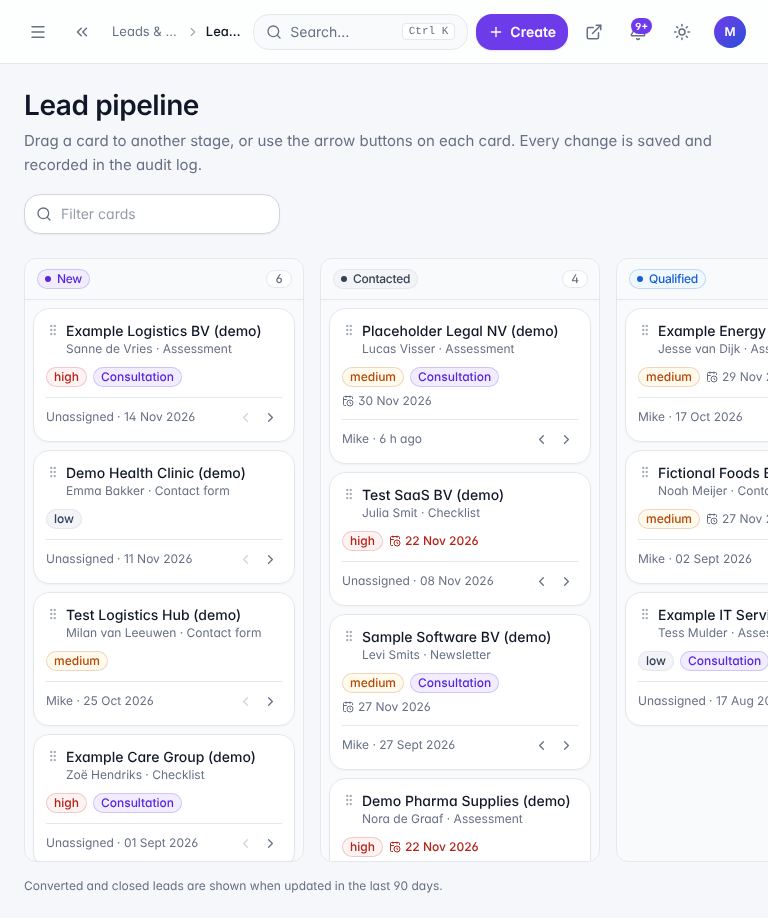 Leads & ...
Lea...
Search...
Ctrl K
Create
9+
M
Lead pipeline
Drag a card to another stage, or use the arrow buttons on each card. Every change is saved and
recorded in the audit log.
Filter cards
New
6
Example Logistics BV (demo)
Sanne de Vries · Assessment
high
Consultation
Unassigned · 14 Nov 2026
Demo Health Clinic (demo)
Emma Bakker · Contact form
low
Unassigned · 11 Nov 2026
Test Logistics Hub (demo)
Milan van Leeuwen · Contact form
medium
Mike · 25 Oct 2026
Example Care Group (demo)
Zoë Hendriks · Checklist
high
Consultation
Unassigned · 01 Sept 2026
Contacted
4
Placeholder Legal NV (demo)
Lucas Visser · Assessment
medium
Consultation
30 Nov 2026
Mike · 6 h ago
Test SaaS BV (demo)
Julia Smit · Checklist
high
22 Nov 2026
Unassigned · 08 Nov 2026
Sample Software BV (demo)
Levi Smits · Newsletter
medium
Consultation
27 Nov 2026
Mike · 27 Sept 2026
Demo Pharma Supplies (demo)
Nora de Graaf · Assessment
high
22 Nov 2026
Qualified
Example Energy
Jesse van Dijk · Ass
medium
29 Nov 2
Mike · 17 Oct 2026
Fictional Foods B
Noah Meijer · Conta
medium
27 Nov 2
Mike · 02 Sept 2026
Example IT Servi
Tess Mulder · Asses
low
Consultation
Unassigned · 17 Aug 20
Converted and closed leads are shown when updated in the last 90 days.